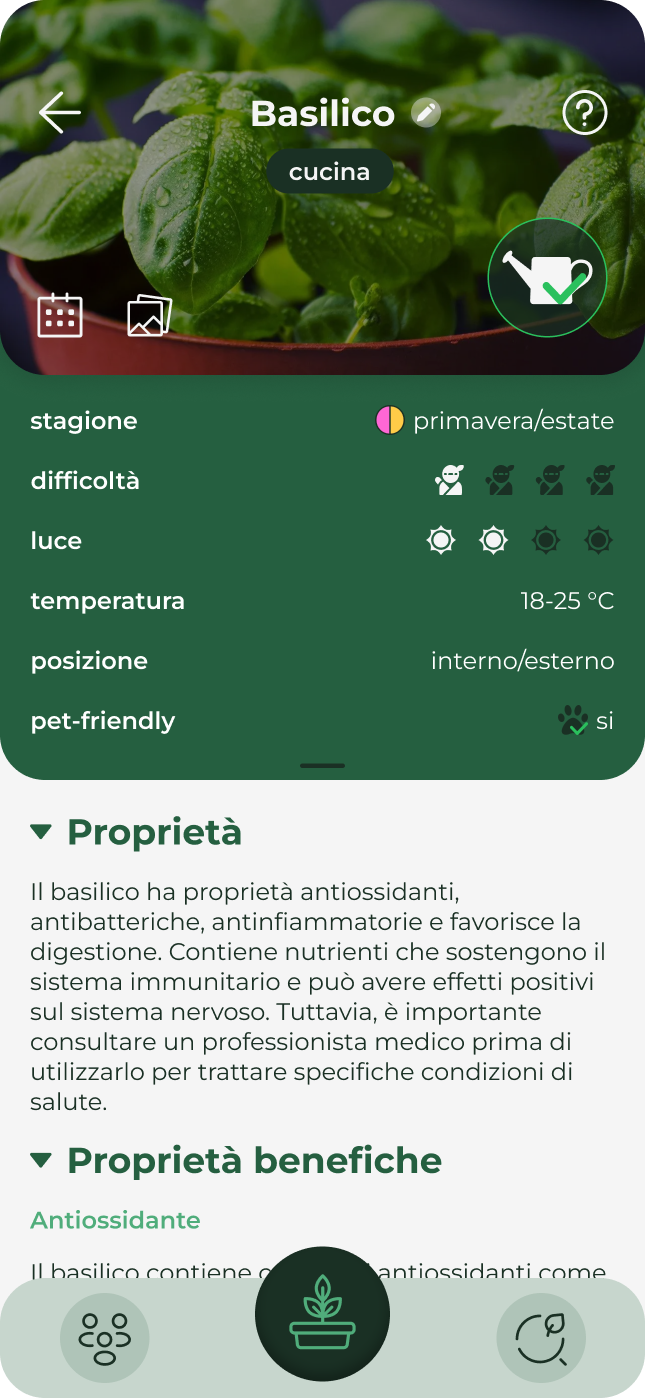 Basilico
cucina
stagione primavera/estate
difficoltà
luce
temperatura 18-25 °C
posizione interno/esterno
pet-friendly si
Proprietà
Il basilico ha proprietà antiossidanti,
antibatteriche, antinfiammatorie e favorisce la
digestione. Contiene nutrienti che sostengono il
sistema immunitario e può avere effetti positivi
sul sistema nervoso. Tuttavia, è importante
consultare un professionista medico prima di
utilizzarlo per trattare specifiche condizioni di
salute.
Proprietà benefiche
Antiossidante
Il basilico contiene antiossidanti come